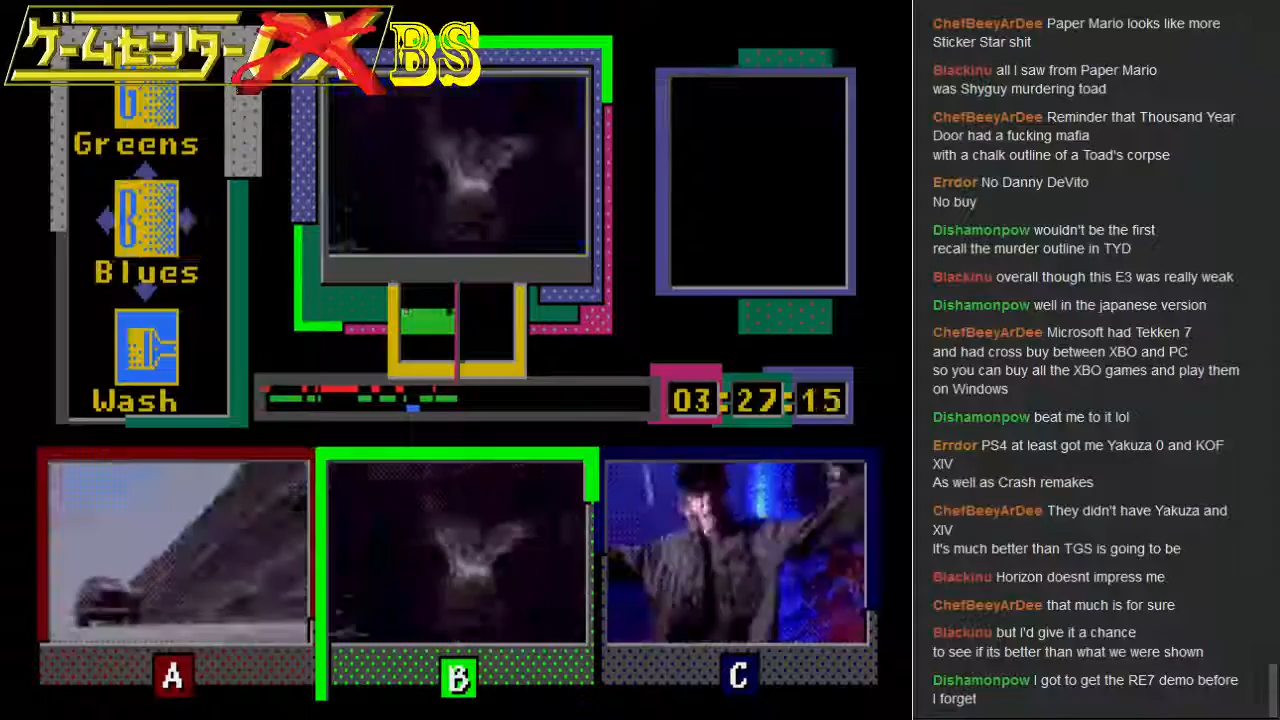 ゲームセンターDX BS
G
Greens
B
Blues
Wash
03:27:15
A
B
C
ChefBeeyArDee Paper Mario looks like more
Sticker Star shit
Blackinu all I saw from Paper Mario
was Shyguy murdering toad
ChefBeeyArDee Reminder that Thousand Year
Door had a fucking mafia
with a chalk outline of a Toad's corpse
Errdor No Danny DeVito
No buy
Dishamonpow wouldn't be the first
recall the murder outline in TYD
Blackinu overall though this E3 was really weak
Dishamonpow well in the japanese version
ChefBeeyArDee Microsoft had Tekken 7
and had cross buy between XBO and PC
so you can buy all the XBO games and play them
on Windows
Dishamonpow beat me to it lol
Errdor PS4 at least got me Yakuza 0 and KOF
XIV
As well as Crash remakes
ChefBeeyArDee They didn't have Yakuza and
XIV
It's much better than TGS is going to be
Blackinu Horizon doesnt impress me
ChefBeeyArDee that much is for sure
Blackinu but I'd give it a chance
to see if its better than what we were shown
Dishamonpow I got to get the RE7 demo before
I forget